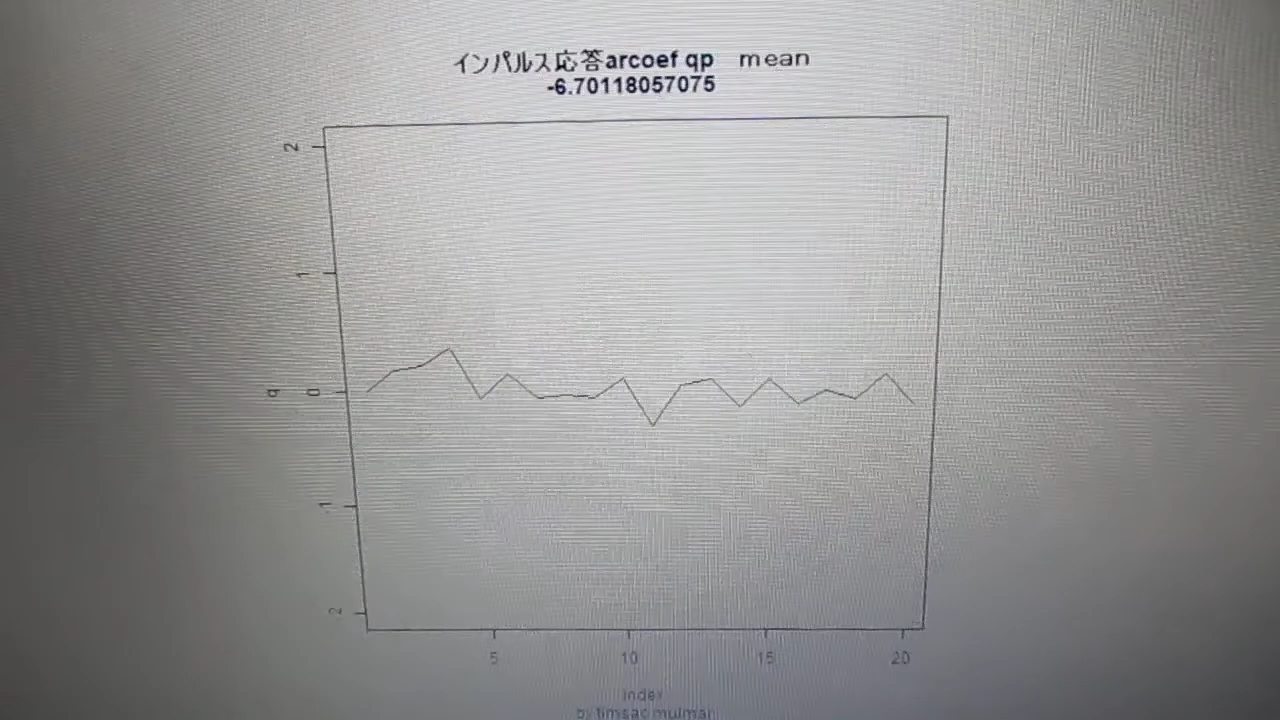 インパルス応答arcoef qp　mean
-6.70118057075
2
1
q
0
-1
-2
5
10
15
20
Index
by timsac mulmar